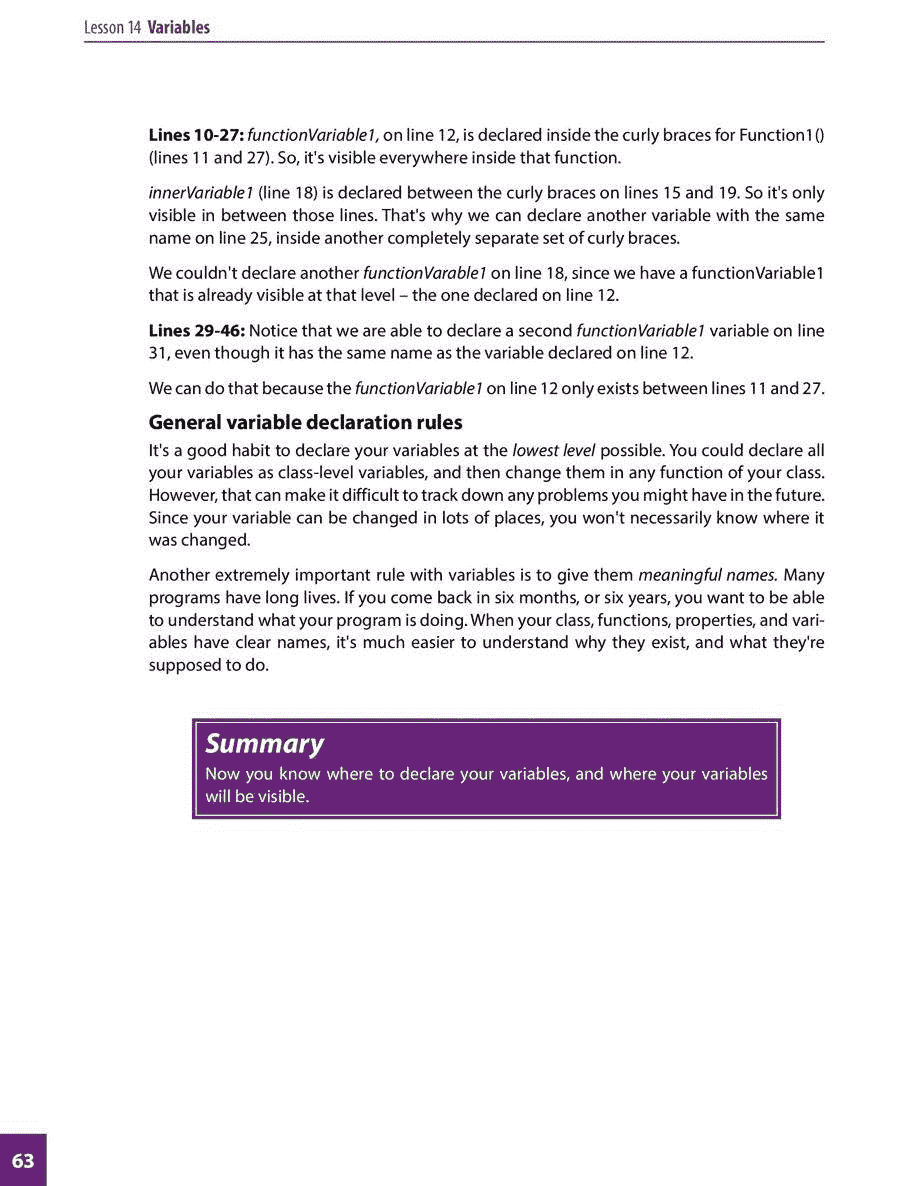 Lesson 14 Variables
Lines 10-27: functionVariable1, on line 12, is declared inside the curly braces for Function1()
(lines 11 and 27). So, it's visible everywhere inside that function.
innerVariable1 (line 18) is declared between the curly braces on lines 15 and 19. So it's only
visible in between those lines. That's why we can declare another variable with the same
name on line 25, inside another completely separate set of curly braces.
We couldn't declare another functionVarable1 on line 18, since we have a functionVariable1
that is already visible at that level – the one declared on line 12.
Lines 29-46: Notice that we are able to declare a second functionVariable1 variable on line
31, even though it has the same name as the variable declared on line 12.
We can do that because the functionVariable1 on line 12 only exists between lines 11 and 27.
General variable declaration rules
It's a good habit to declare your variables at the lowest level possible. You could declare all
your variables as class-level variables, and then change them in any function of your class.
However, that can make it difficult to track down any problems you might have in the future.
Since your variable can be changed in lots of places, you won't necessarily know where it
was changed.
Another extremely important rule with variables is to give them meaningful names. Many
programs have long lives. If you come back in six months, or six years, you want to be able
to understand what your program is doing. When your class, functions, properties, and vari-
ables have clear names, it's much easier to understand why they exist, and what they're
supposed to do.
Summary
Now you know where to declare your variables, and where your variables
will be visible.
63